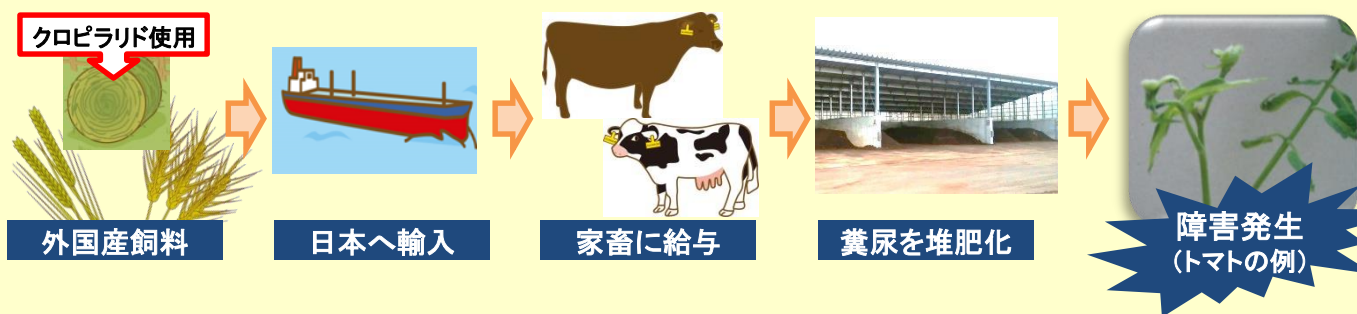 クロピラリド使用
外国産飼料
日本へ輸入
家畜に給与
糞尿を堆肥化
障害発生
(トマトの例)